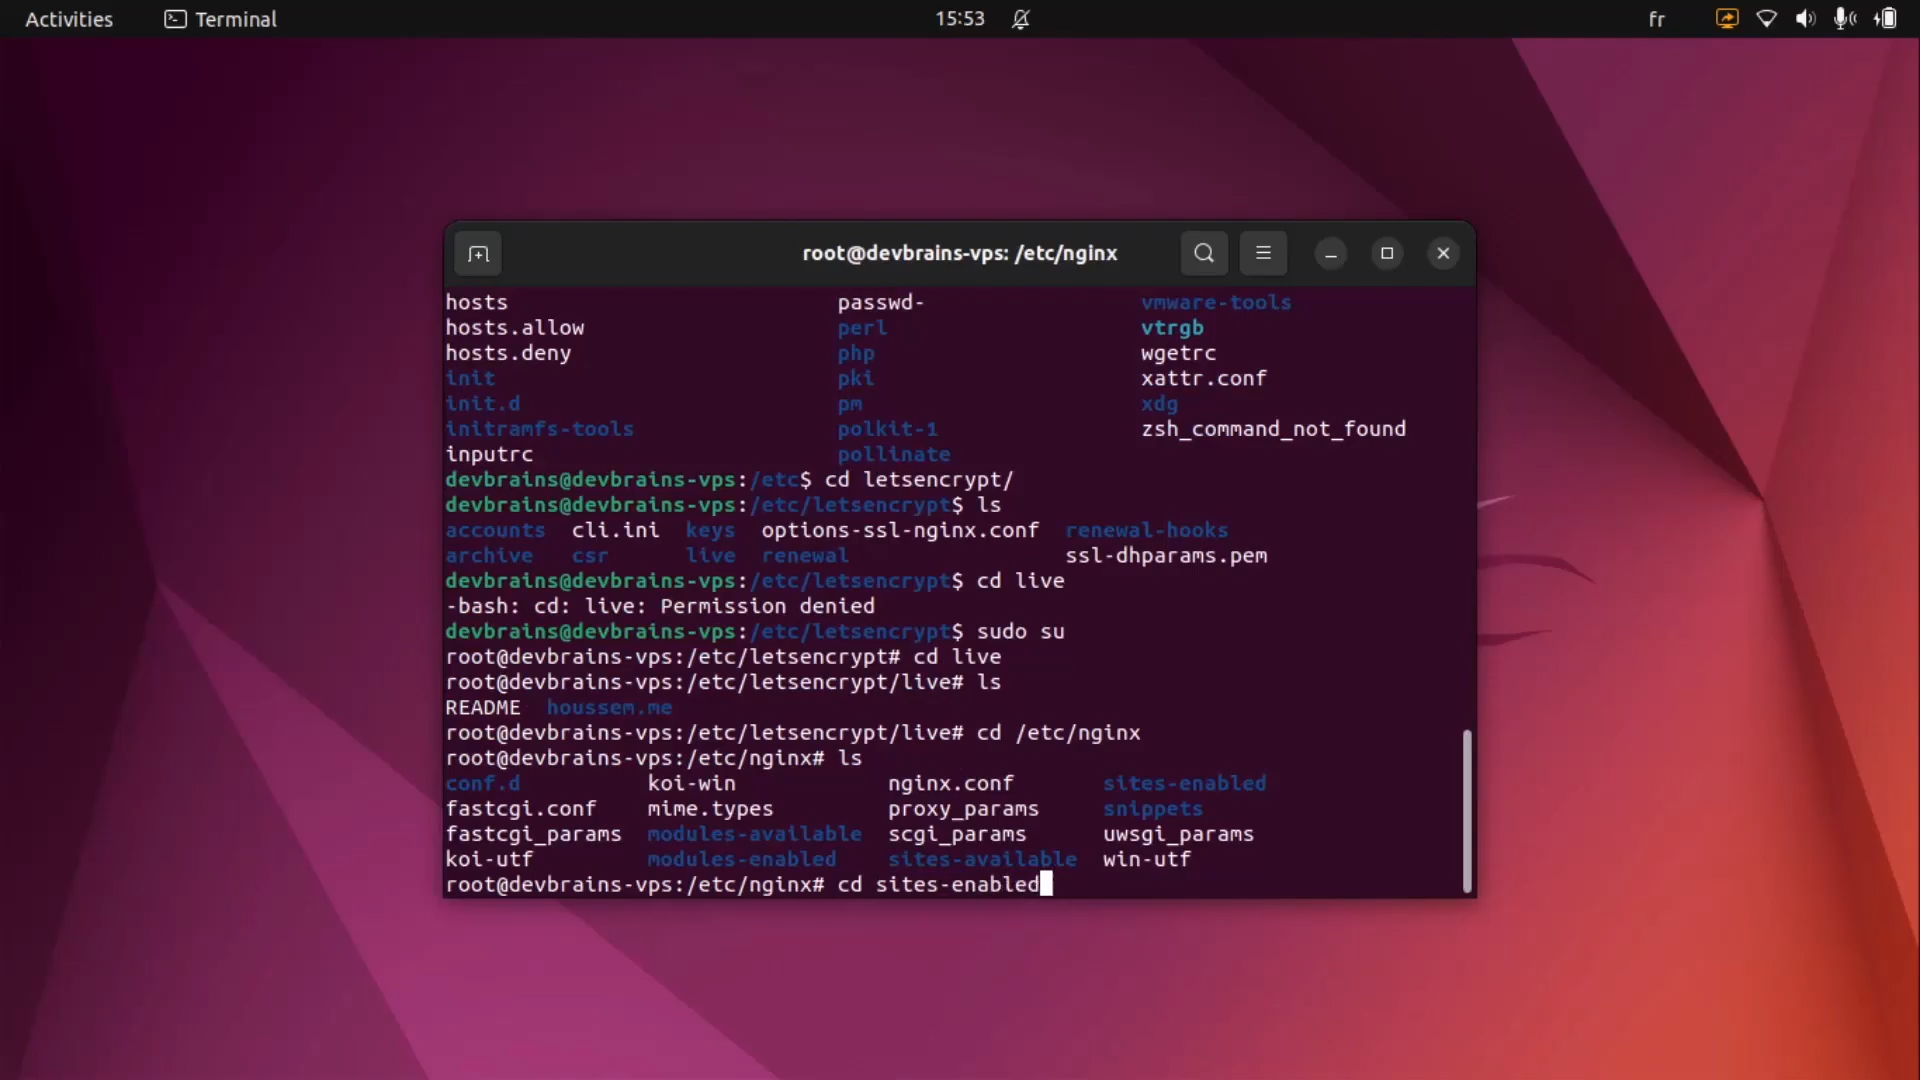 Activities Terminal 15:53 fr
root@devbrains-vps: /etc/nginx
hosts passwd- vmware-tools
hosts.allow perl vtrgb
hosts.deny php wgetrc
init pki xattr.conf
init.d pm xdg
initramfs-tools polkit-1 zsh_command_not_found
inputrc pollinate
devbrains@devbrains-vps:/etc$ cd letsencrypt/
devbrains@devbrains-vps:/etc/letsencrypt$ ls
accounts cli.ini keys options-ssl-nginx.conf renewal-hooks
archive csr live renewal ssl-dhparams.pem
devbrains@devbrains-vps:/etc/letsencrypt$ cd live
-bash: cd: live: Permission denied
devbrains@devbrains-vps:/etc/letsencrypt$ sudo su
root@devbrains-vps:/etc/letsencrypt# cd live
root@devbrains-vps:/etc/letsencrypt/live# ls
README houssem.me
root@devbrains-vps:/etc/letsencrypt/live# cd /etc/nginx
root@devbrains-vps:/etc/nginx# ls
conf.d koi-win nginx.conf sites-enabled
fastcgi.conf mime.types proxy_params snippets
fastcgi_params modules-available scgi_params uwsgi_params
koi-utf modules-enabled sites-available win-utf
root@devbrains-vps:/etc/nginx# cd sites-enabled